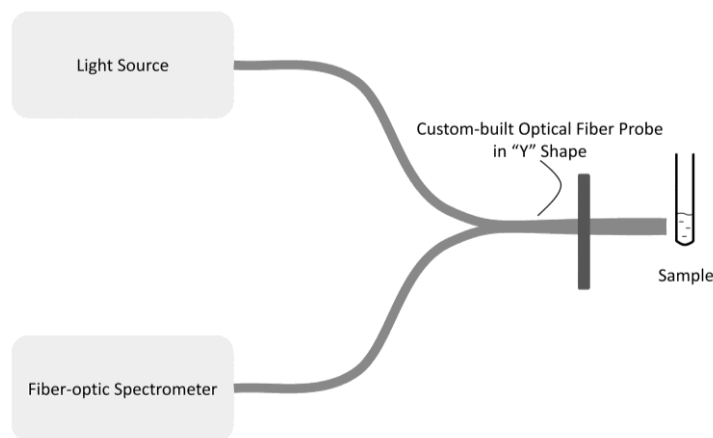 Light Source
Custom-built Optical Fiber Probe
in “Y” Shape
Sample
Fiber-optic Spectrometer